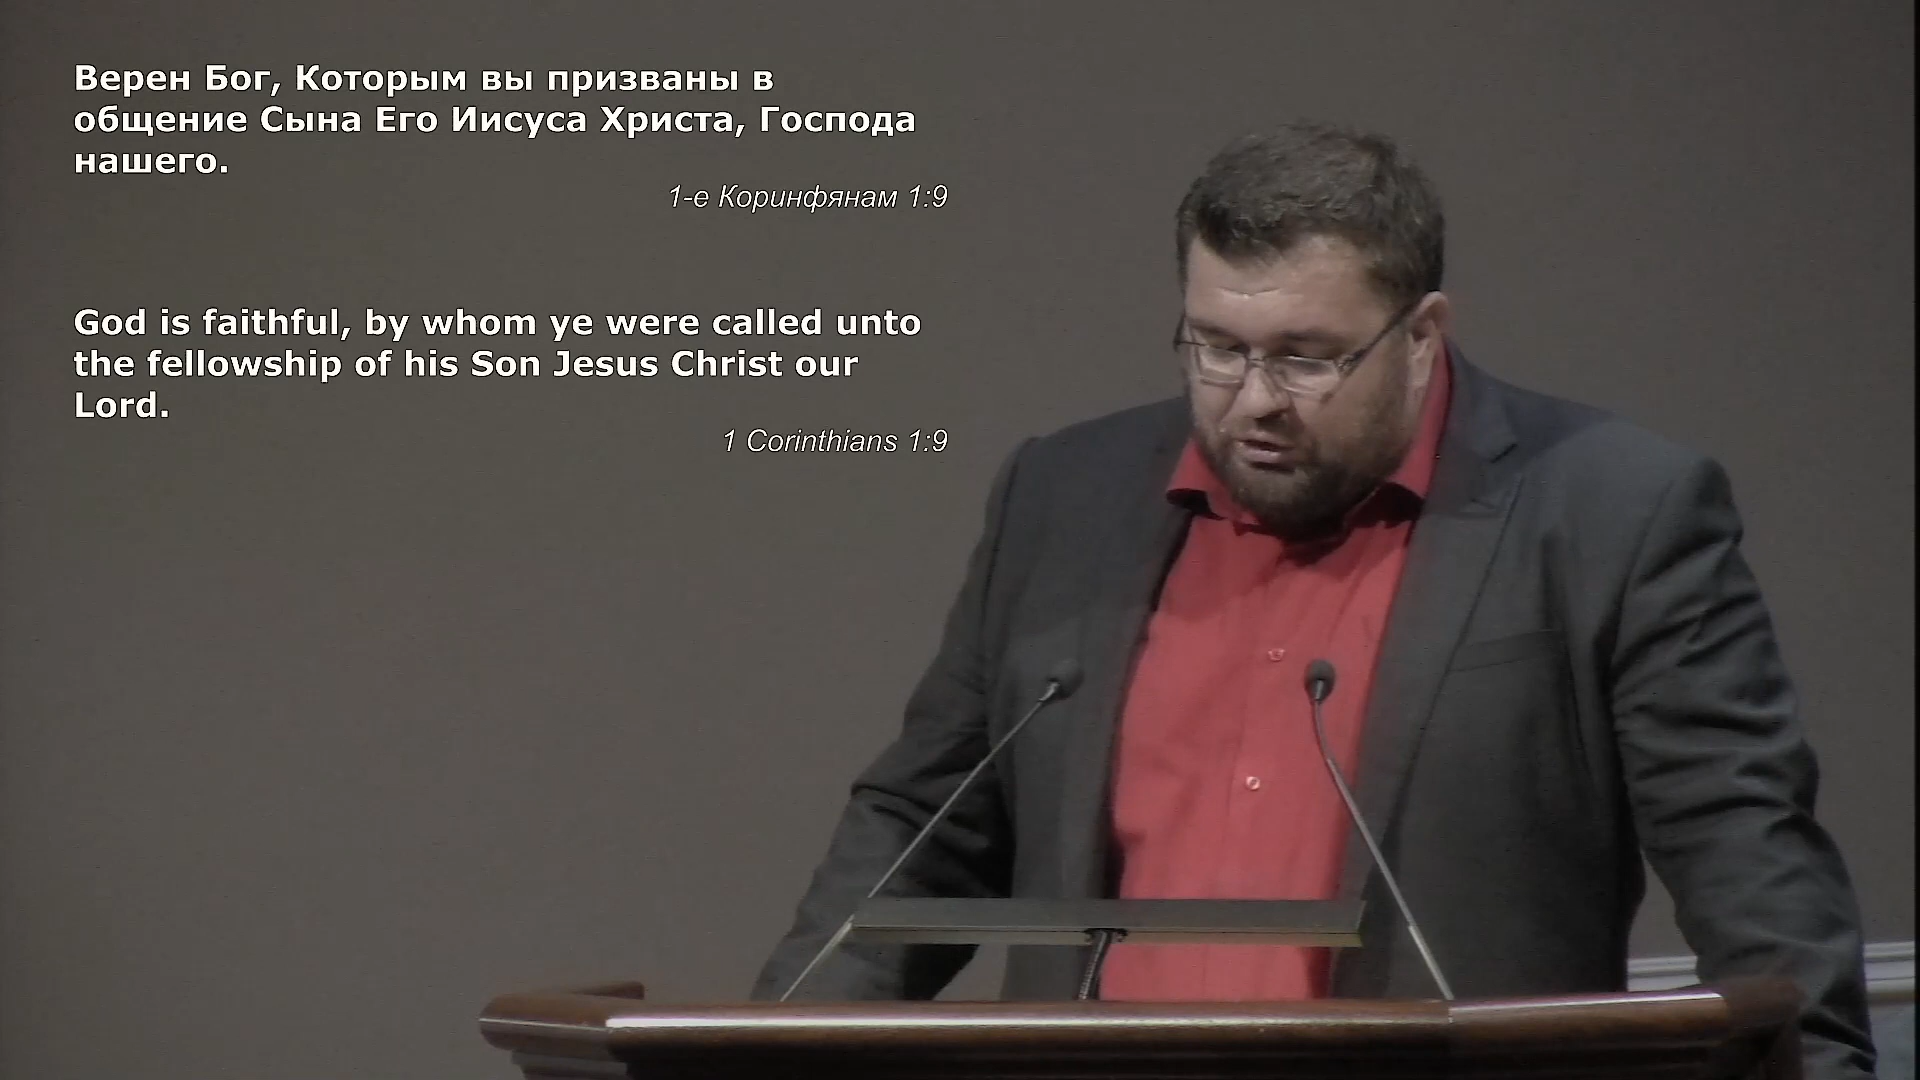 Верен Бог, Которым вы призваны в
общение Сына Его Иисуса Христа, Господа
нашего.
1-е Коринфянам 1:9
God is faithful, by whom ye were called unto
the fellowship of his Son Jesus Christ our
Lord.
1 Corinthians 1:9